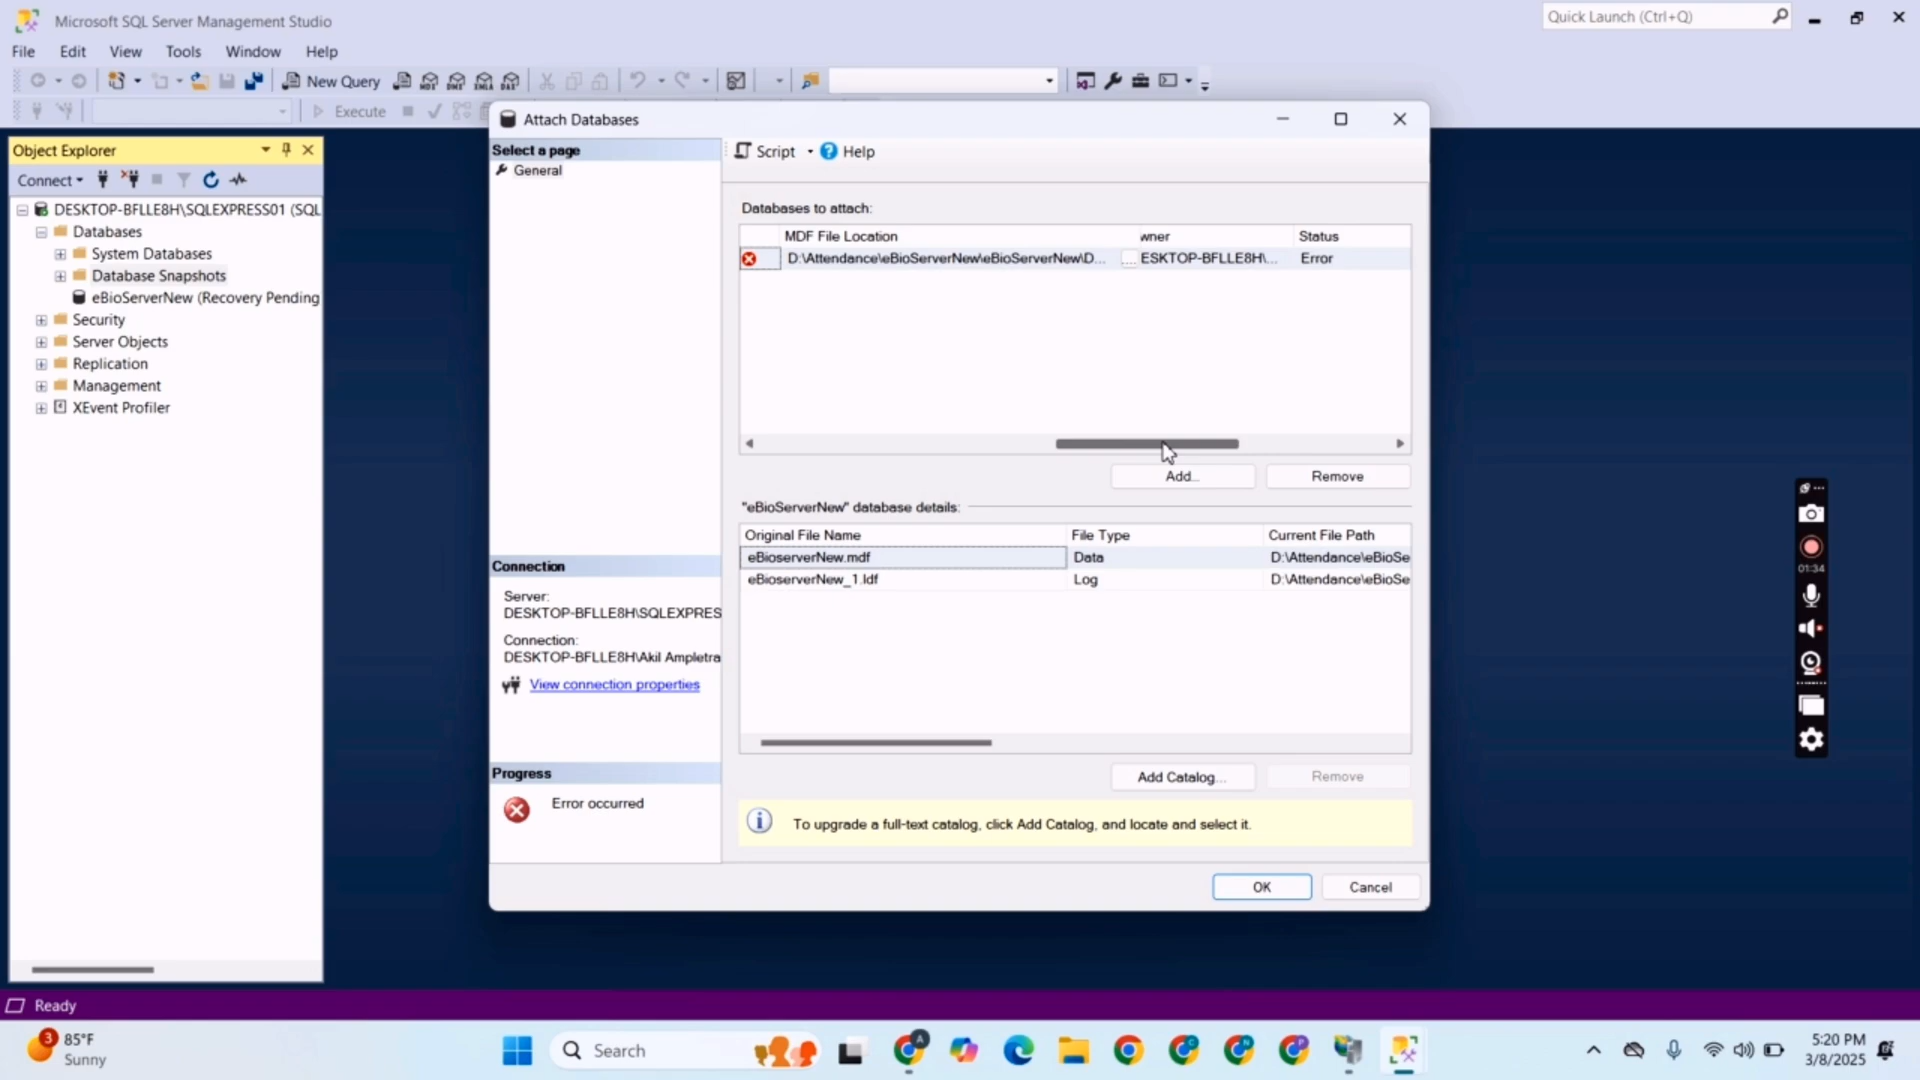 Microsoft SQL Server Management Studio
Quick Launch (Ctrl+Q)
File Edit View Tools Window Help
New Query
Execute
Object Explorer
Connect
DESKTOP-BFLLE8H\SQLEXPRESS01 (SQL
Databases
System Databases
Database Snapshots
eBioServerNew (Recovery Pending
Security
Server Objects
Replication
Management
XEvent Profiler
Attach Databases
Select a page
General
Script Help
Databases to attach:
MDF File Location wner Status
D:\Attendance\eBioServerNew\eBioServerNew\D... ... ESKTOP-BFLLE8H\... Error
Add... Remove
"eBioServerNew" database details:
Original File Name File Type Current File Path
eBioserverNew.mdf Data D:\Attendance\eBioSe
eBioserverNew_1.ldf Log D:\Attendance\eBioSe
Connection
Server:
DESKTOP-BFLLE8H\SQLEXPRES
Connection:
DESKTOP-BFLLE8H\Akil Ampletra
View connection properties
Progress
Error occurred
Add Catalog... Remove
To upgrade a full-text catalog, click Add Catalog, and locate and select it.
OK Cancel
01:34
Ready
3
85°F
Sunny
Search
5:20 PM
3/8/2025